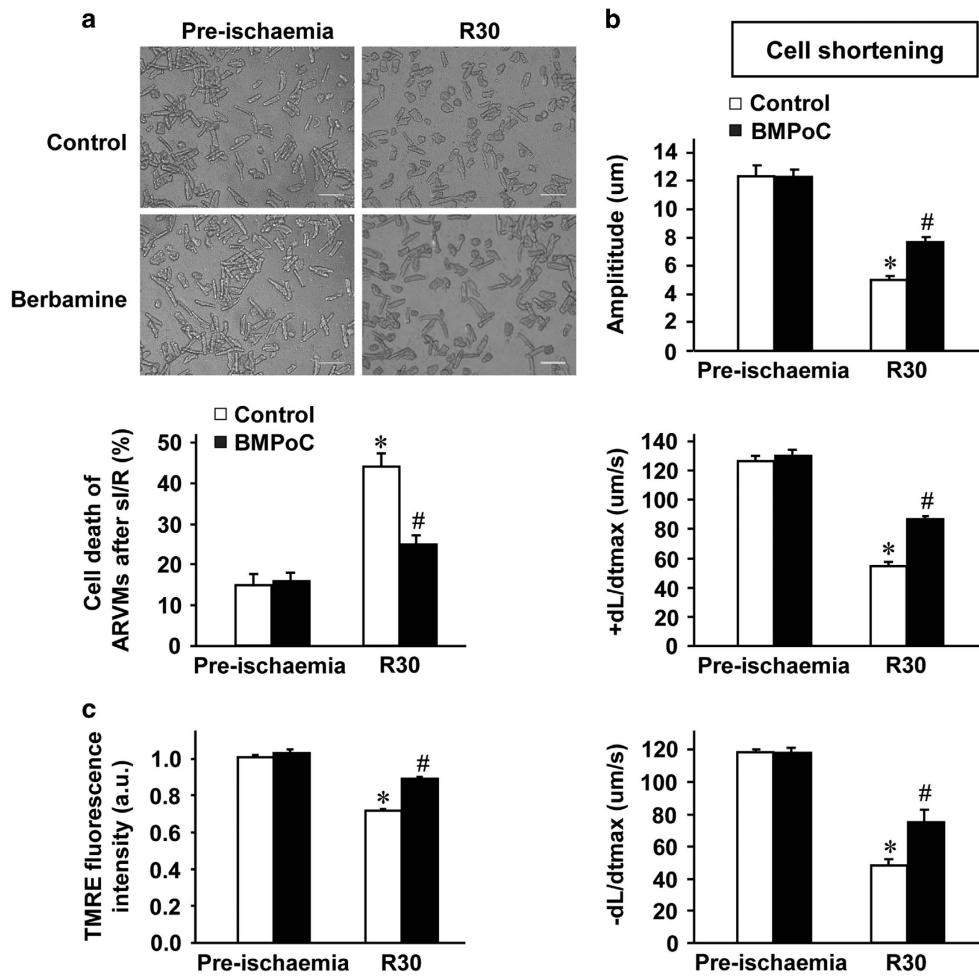 a
Pre-ischaemia R30
Control
Berbamine
Control
BMPoC
Cell death of
ARVMs after sI/R (%)
50
40
30
20
10
0
*
#
Pre-ischaemia R30
b
Cell shortening
Control
BMPoC
Amplititude (um)
14
12
10
8
6
4
2
0
*
#
Pre-ischaemia R30
+dL/dtmax (um/s)
140
120
100
80
60
40
20
0
*
#
Pre-ischaemia R30
-dL/dtmax (um/s)
120
100
80
60
40
20
0
*
#
Pre-ischaemia R30
c
TMRE fluorescence
intensity (a.u.)
1.0
0.8
0.6
0.4
0.2
0.0
*
#
Pre-ischaemia R30